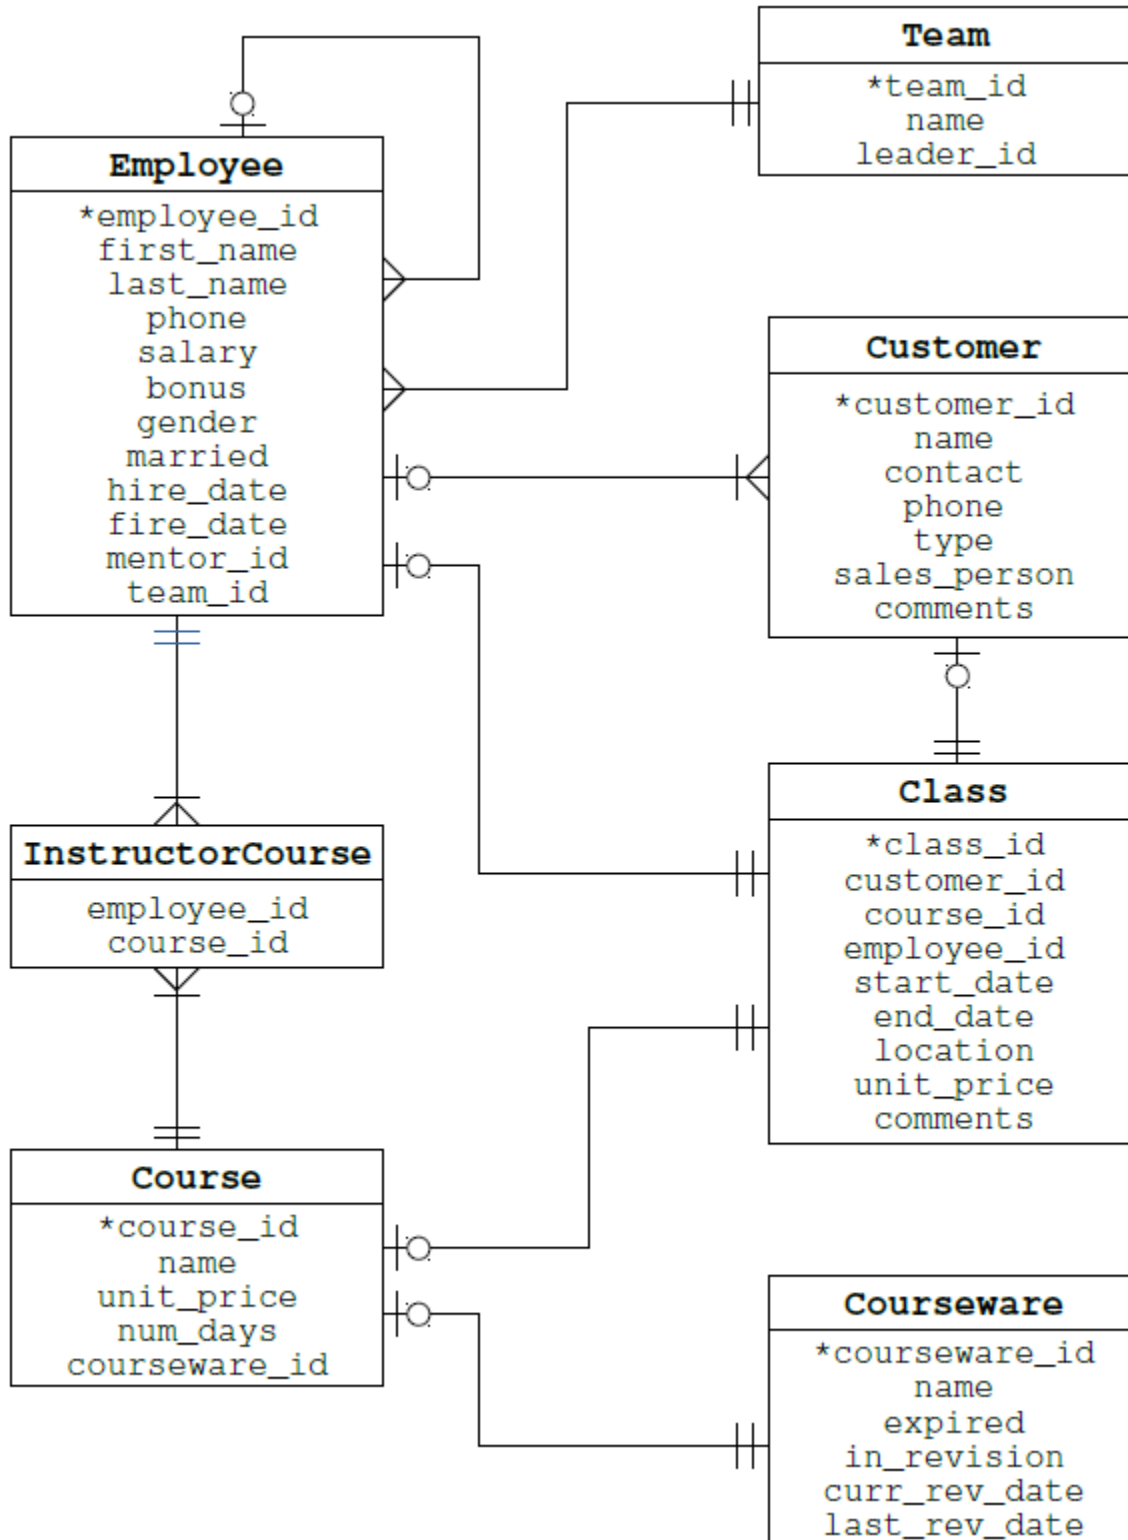 Team
*team_id
name
leader_id
Employee
*employee_id
first_name
last_name
phone
salary
bonus
gender
married
hire_date
fire_date
mentor_id
team_id
Customer
*customer_id
name
contact
phone
type
sales_person
comments
Class
*class_id
customer_id
course_id
employee_id
start_date
end_date
location
unit_price
comments
InstructorCourse
employee_id
course_id
Course
*course_id
name
unit_price
num_days
courseware_id
Courseware
*courseware_id
name
expired
in_revision
curr_rev_date
last_rev_date